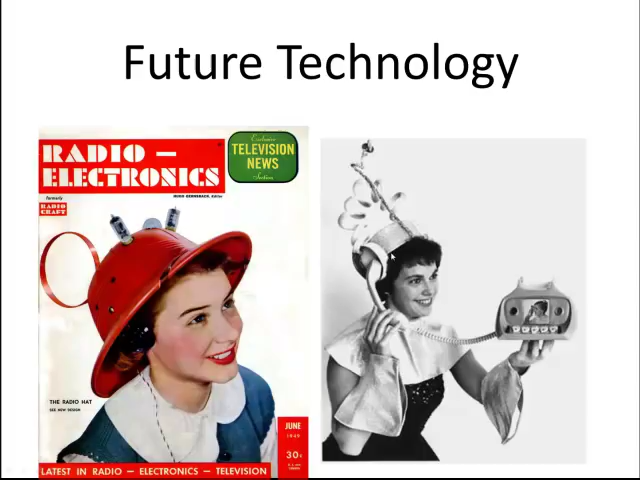 Future Technology
RADIO —
ELECTRONICS
formerly
RADIO
CRAFT
HUGO GERNSBACK, Editor
Exclusive
TELEVISION
NEWS
Section
THE RADIO HAT
SEE NEW DESIGN
JUNE
1949
30¢
LATEST IN RADIO — ELECTRONICS — TELEVISION